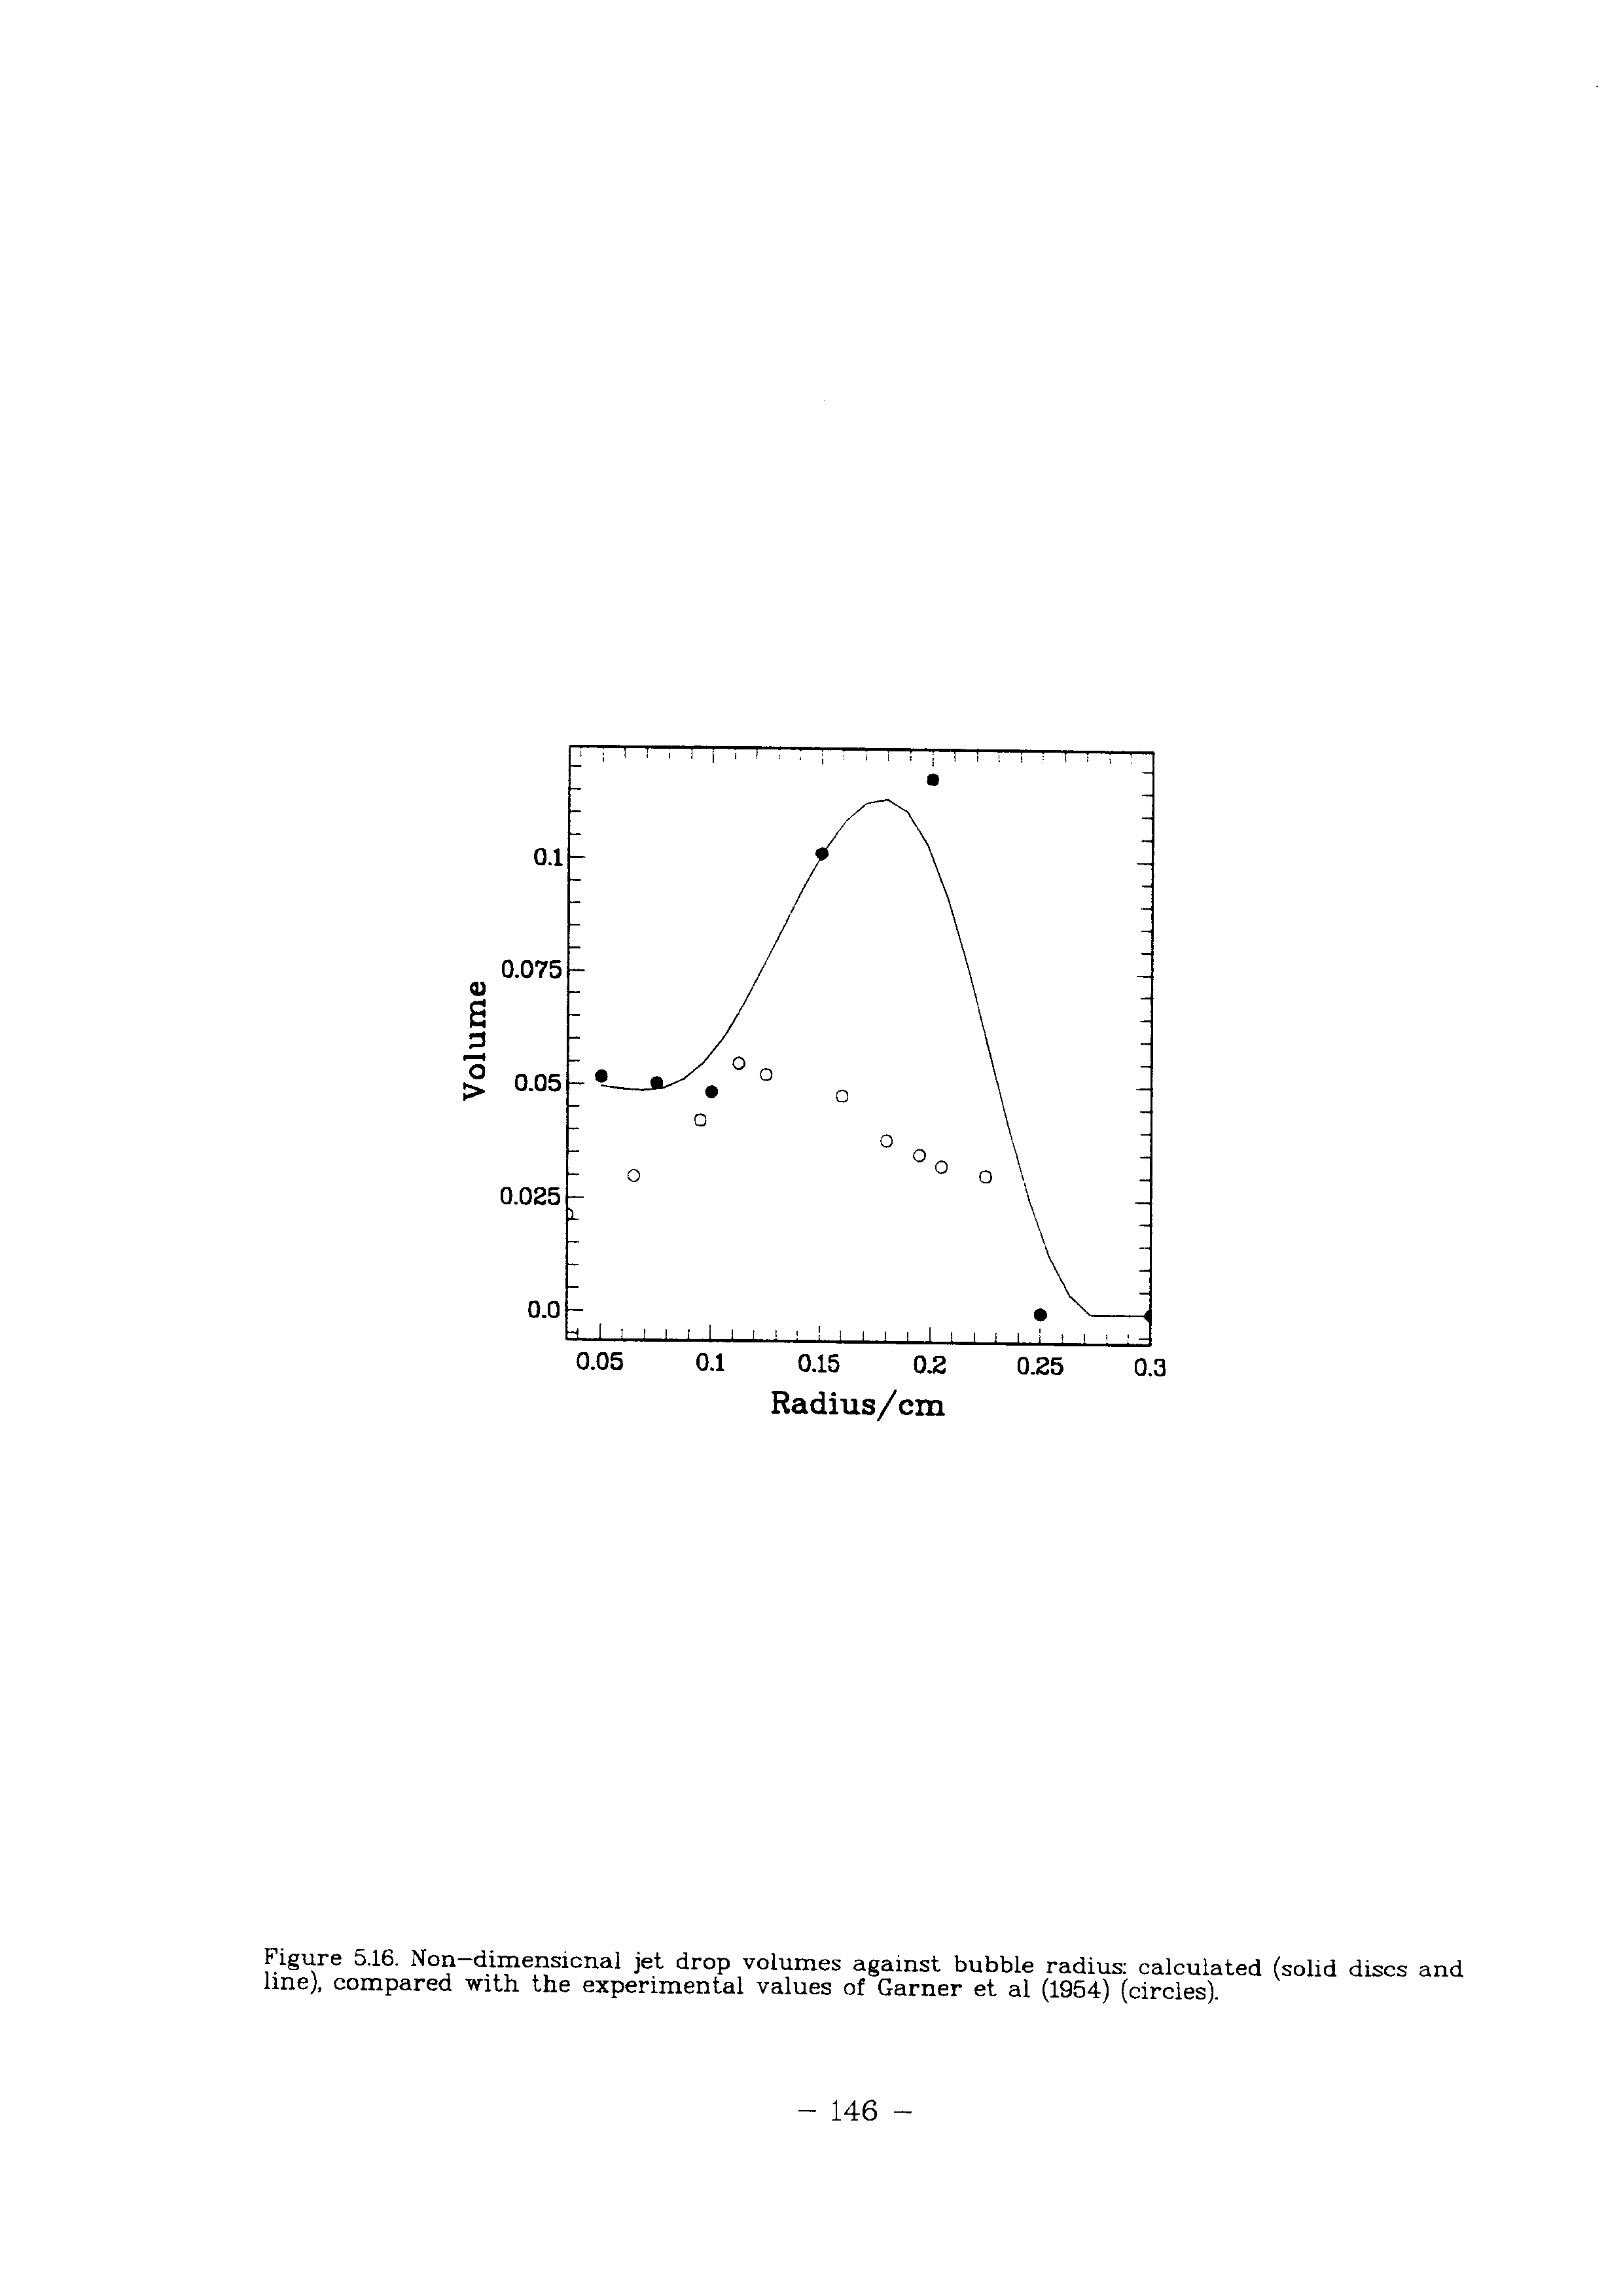 0.1
0.075
0.05
0.025
0.0
Volume
0.05 0.1 0.15 0.2 0.25 0.3
Radius/cm
Figure 5.16. Non-dimensicnal jet drop volumes against bubble radius: calculated (solid discs and
line), compared with the experimental values of Garner et al (1954) (circles).
- 146 -